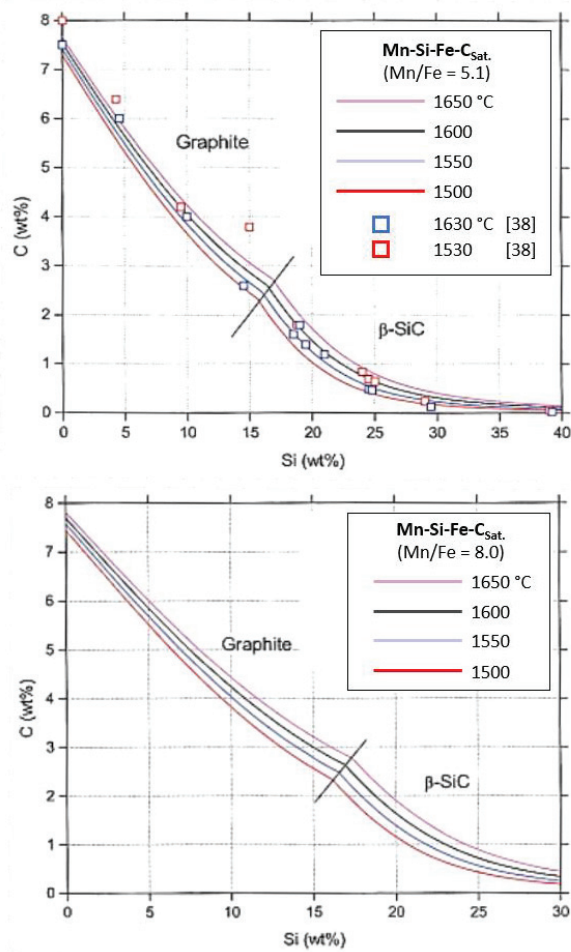 8
7
6
5
4
3
2
1
0
C (wt%)
0 5 10 15 20 25 30 35 40
Si (wt%)
Graphite
β-SiC
Mn-Si-Fe-CSat.
(Mn/Fe = 5.1)
1650 °C
1600
1550
1500
1630 °C [38]
1530 [38]
8
7
6
5
4
3
2
1
0
C (wt%)
0 5 10 15 20 25 30
Si (wt%)
Graphite
β-SiC
Mn-Si-Fe-CSat.
(Mn/Fe = 8.0)
1650 °C
1600
1550
1500